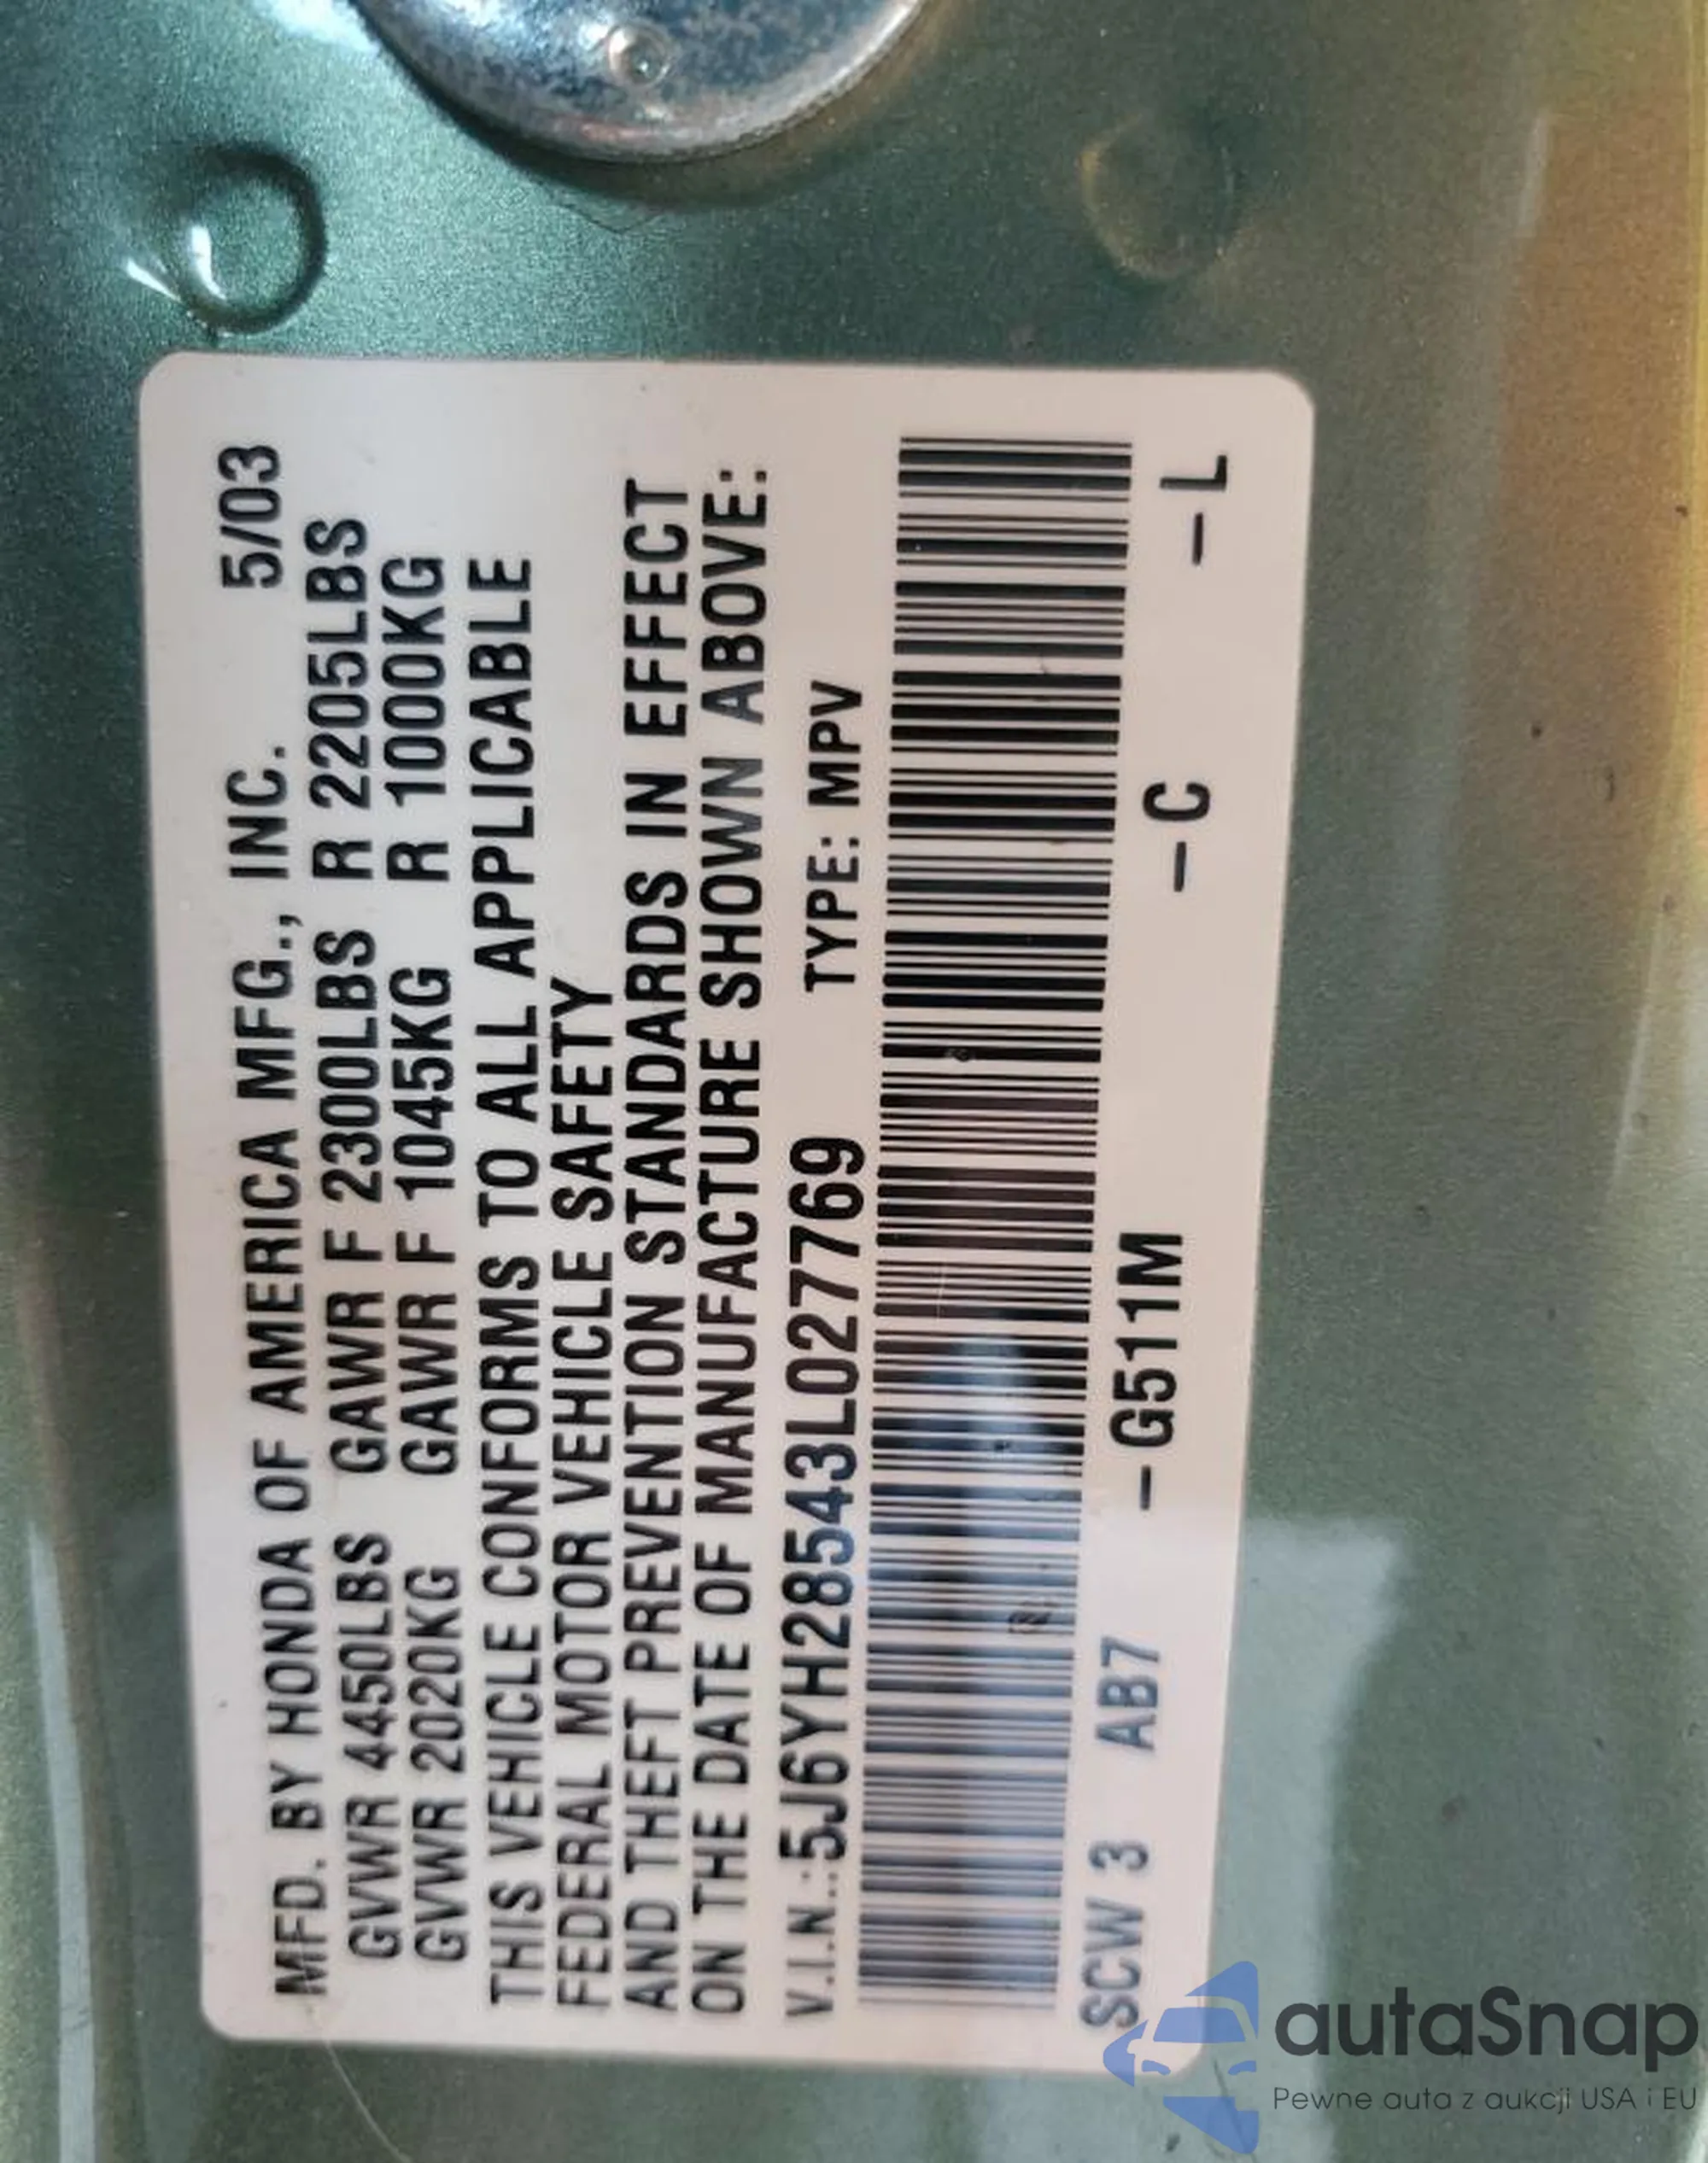 MFD. BY HONDA OF AMERICA MFG., INC. 5/03
GVWR 4450LBS GAWR F 2300LBS R 2205LBS
GVWR 2020KG GAWR F 1045KG R 1000KG
THIS VEHICLE CONFORMS TO ALL APPLICABLE
FEDERAL MOTOR VEHICLE SAFETY
AND THEFT PREVENTION STANDARDS IN EFFECT
ON THE DATE OF MANUFACTURE SHOWN ABOVE:
V.I.N.:5J6YH28543L027769 TYPE: MPV
SCW 3 AB7 -G511M -C -L
autaSnap
Pewne auta z aukcji USA i EU